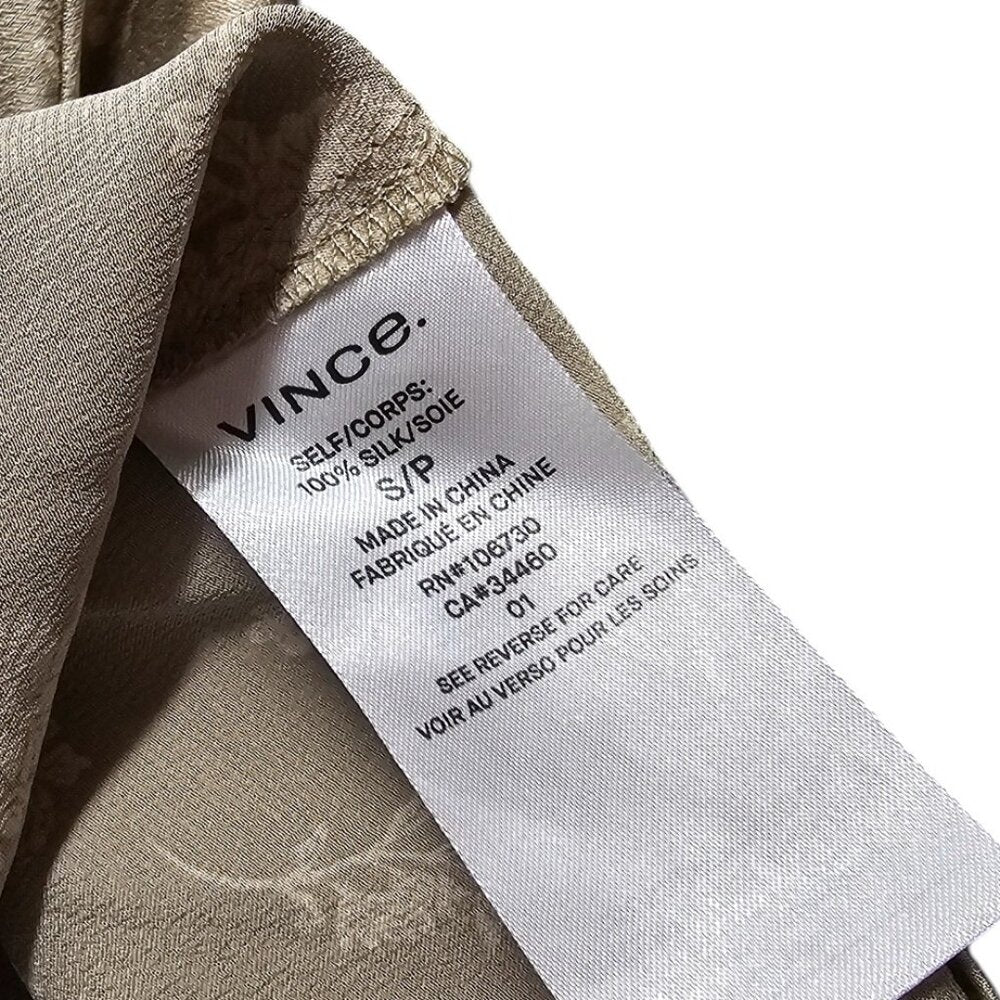 VINCE.
SELF/CORPS:
100% SILK/SOIE
S/P
MADE IN CHINA
FABRIQUÉ EN CHINE
RN#106730
CA#34460
01
SEE REVERSE FOR CARE
VOIR AU VERSO POUR LES SOINS